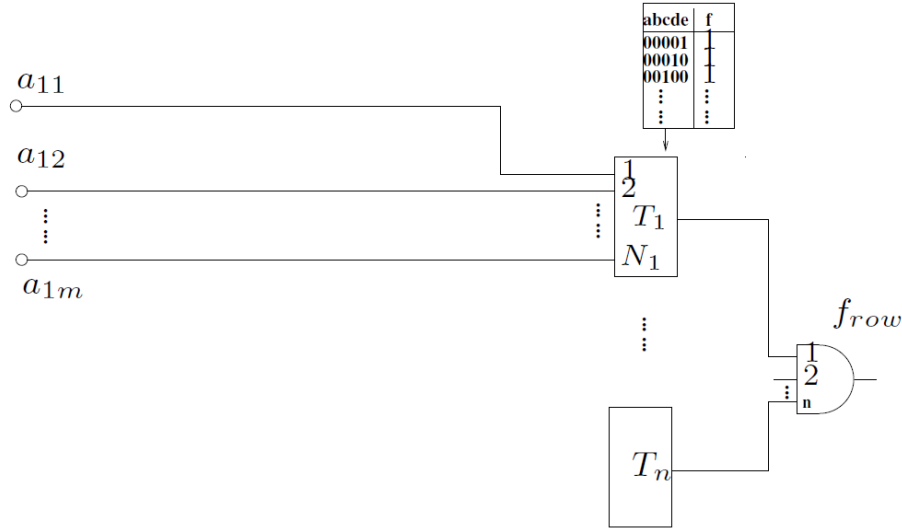 abcde f
00001 1
00010 1
00100 1
a11
a12
a1m
1
2
T1
N1
frow
1
2
n
Tn